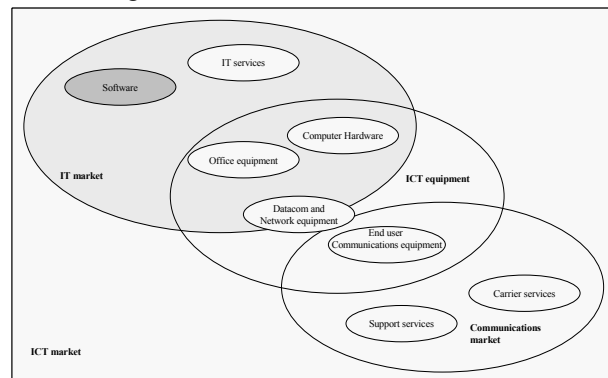 IT services
Software
Computer Hardware
Office equipment
IT market
ICT equipment
Datacom and
Network equipment
End user
Communications equipment
Carrier services
Support services
Communications
market
ICT market